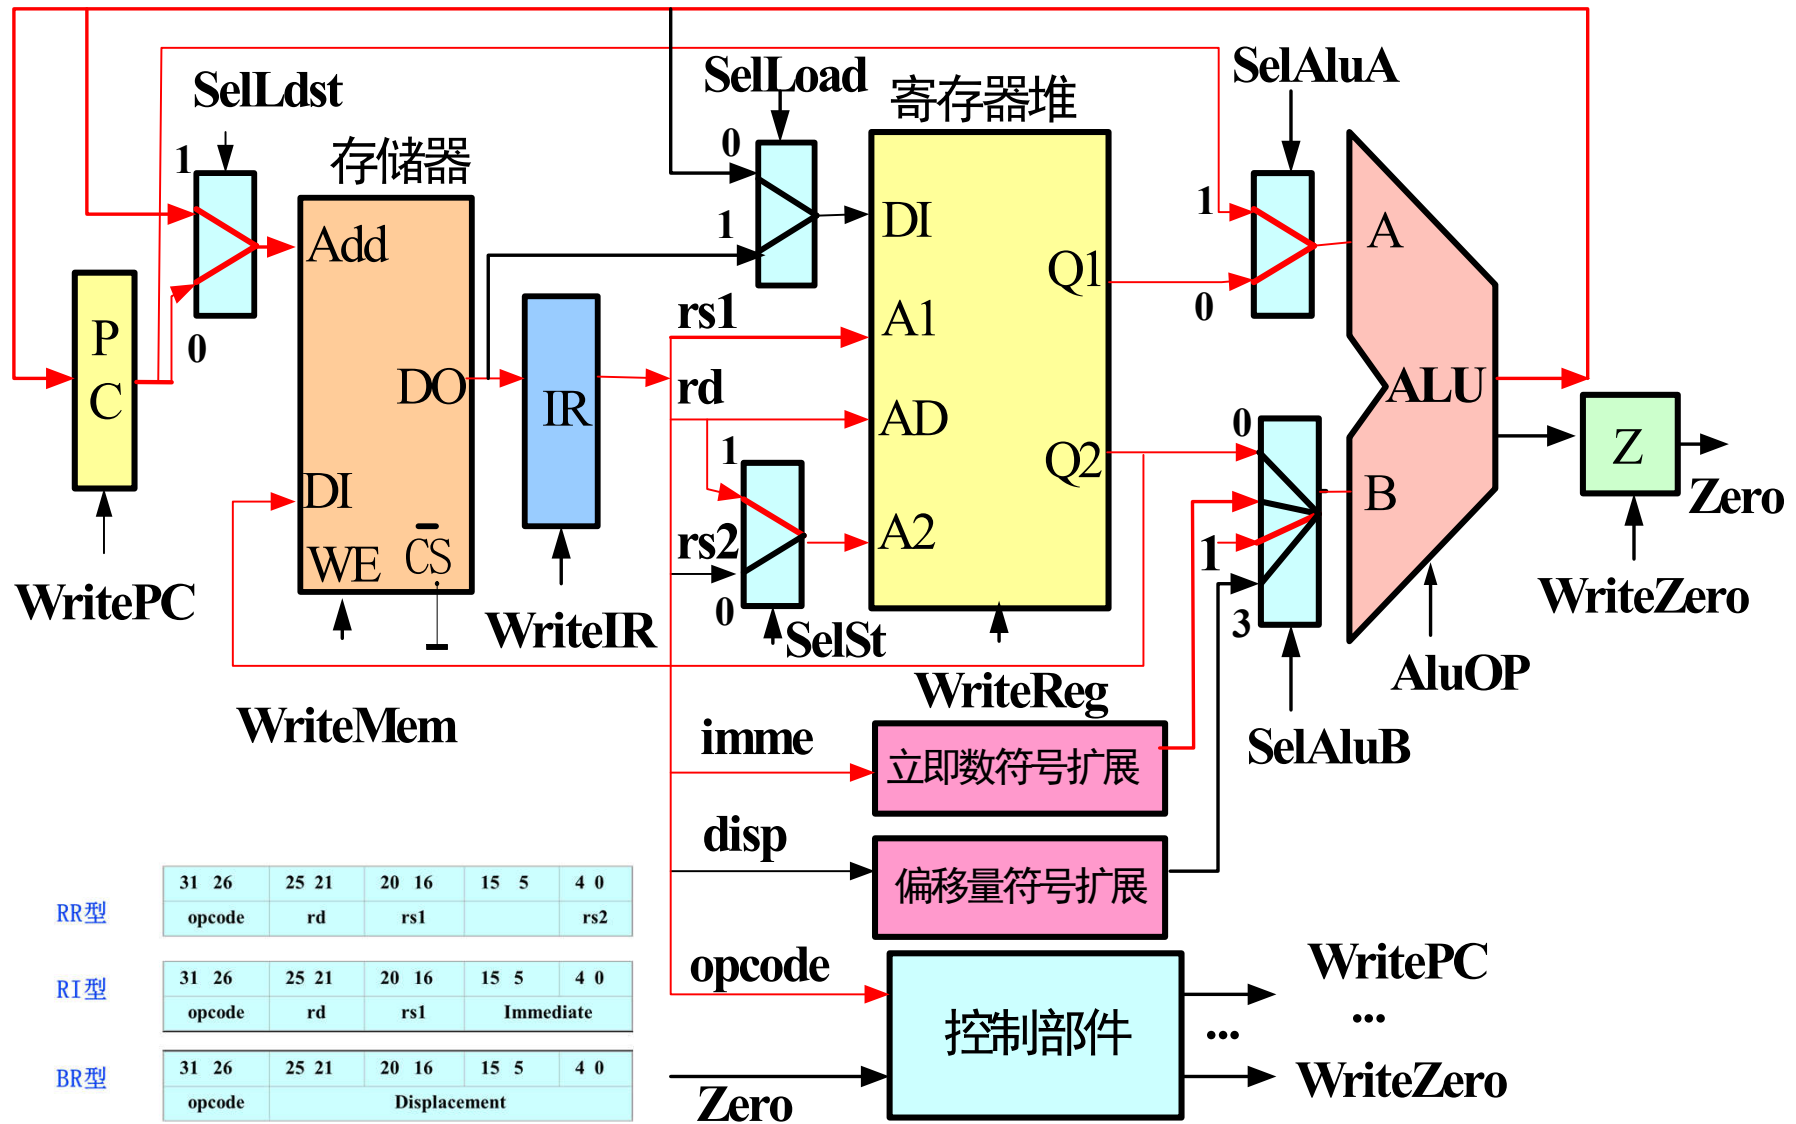 SelLdst
SelLoad
SelAluA
寄存器堆
存储器
1
0
0
1
1
0
Add
DI
A
P
C
Q1
rs1
A1
DO
IR
rd
AD
ALU
0
Z
Zero
DI
1
Q2
B
WE
CS
rs2
A2
1
0
3
WritePC
WriteIR
SelSt
WriteZero
AluOP
WriteMem
WriteReg
SelAluB
imme
立即数符号扩展
disp
偏移量符号扩展
opcode
控制部件
WritePC
...
...
WriteZero
Zero
31 26 25 21 20 16 15 5 4 0
RR型 opcode rd rs1 rs2
31 26 25 21 20 16 15 5 4 0
RI型 opcode rd rs1 Immediate
31 26 25 21 20 16 15 5 4 0
BR型 opcode Displacement